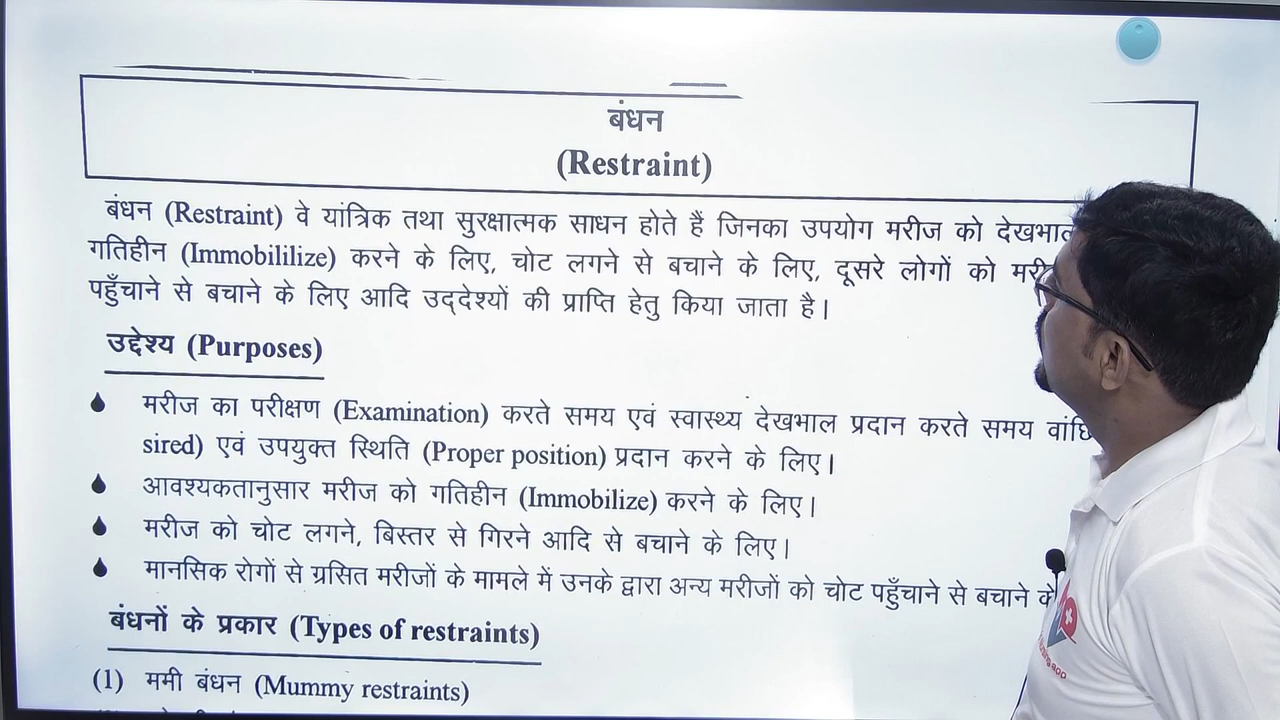 बंधन
(Restraint)
बंधन (Restraint) वे यांत्रिक तथा सुरक्षात्मक साधन होते हैं जिनका उपयोग मरीज को
गतिहीन (Immobililize) करने के लिए, चोट लगने से बचाने के लिए, दूसरे लोगों को
पहुँचाने से बचाने के लिए आदि उद्देश्यों की प्राप्ति हेतु किया जाता है।
उद्देश्य (Purposes)
मरीज का परीक्षण (Examination) करते समय एवं स्वास्थ्य देखभाल प्रदान करते समय
sired) एवं उपयुक्त स्थिति (Proper position) प्रदान करने के लिए।
आवश्यकतानुसार मरीज को गतिहीन (Immobilize) करने के लिए।
मरीज को चोट लगने, बिस्तर से गिरने आदि से बचाने के लिए।
मानसिक रोगों से ग्रसित मरीजों के मामले में उनके द्वारा अन्य मरीजों को चोट पहुँचाने से बचाने के
बंधनों के प्रकार (Types of restraints)
(1) ममी बंधन (Mummy restraints)